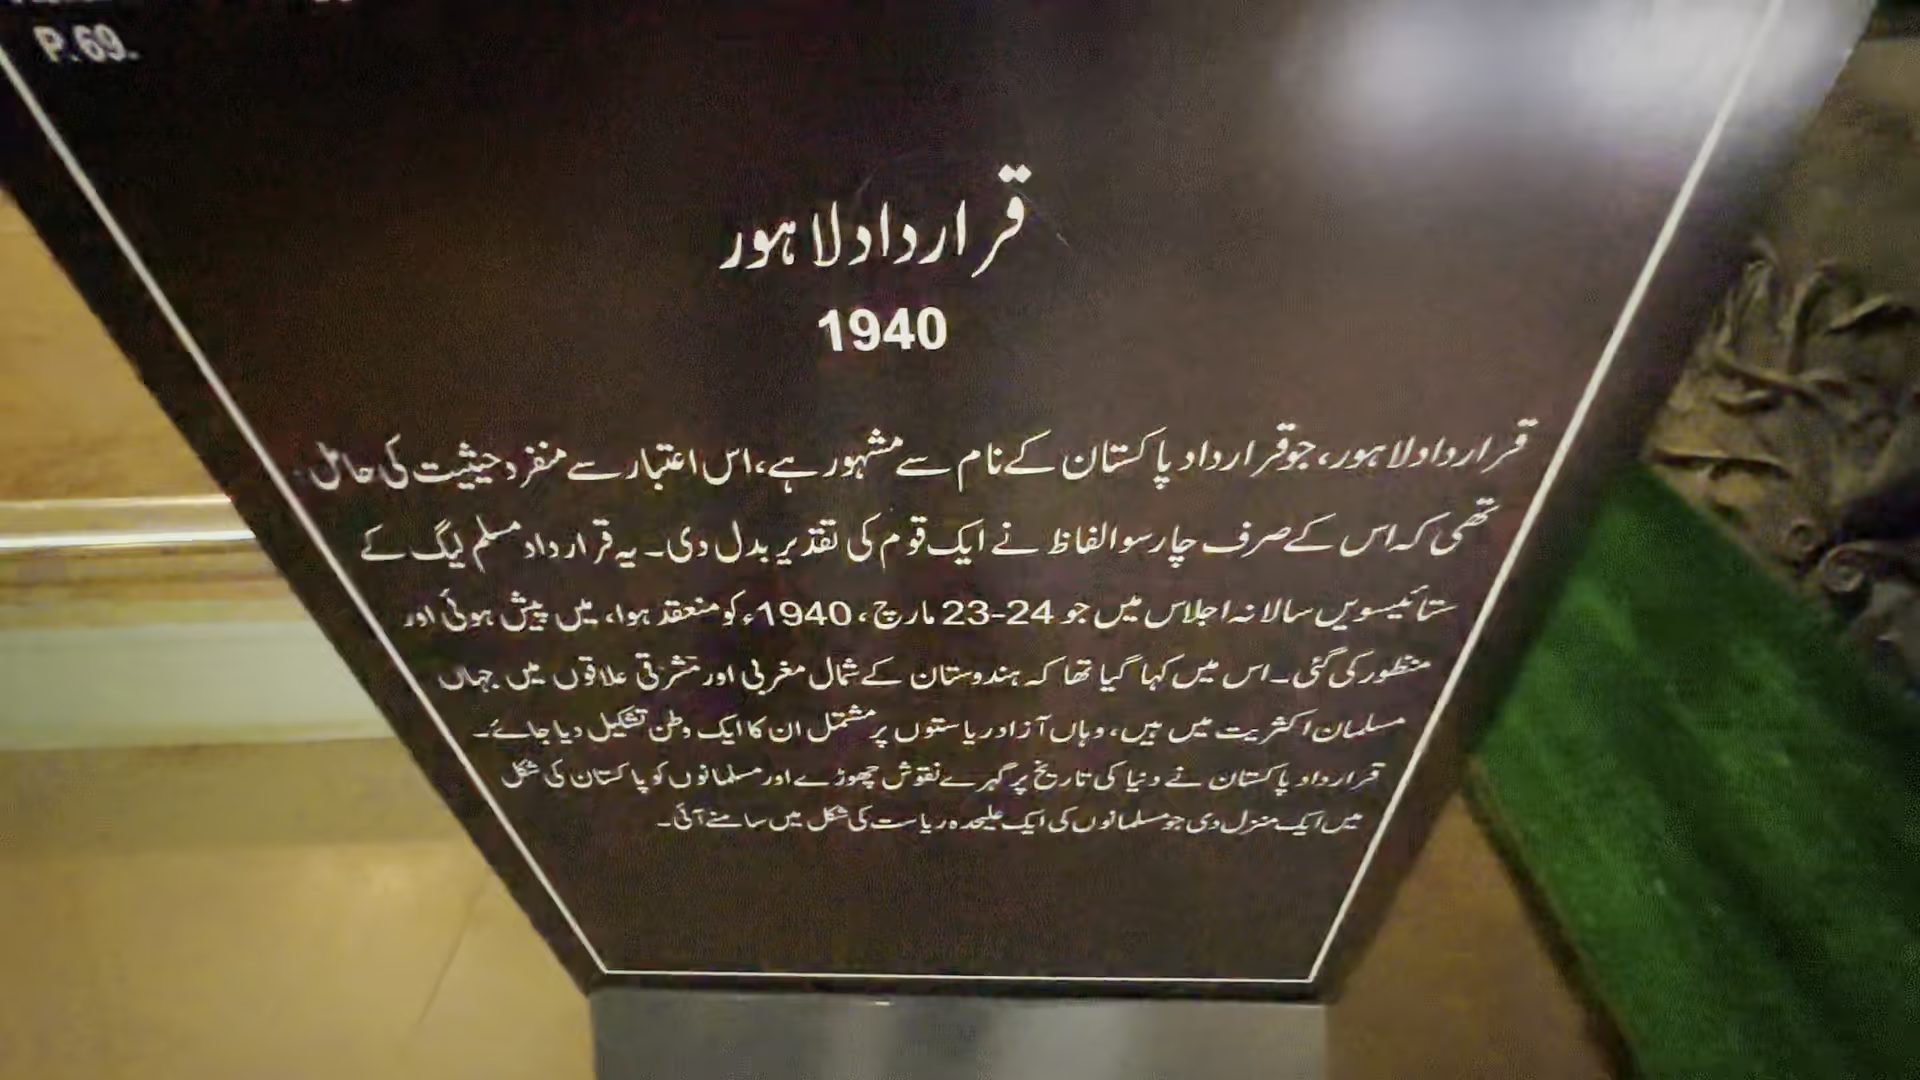 P.69.
قرارداد لاہور
1940
قرارداد لاہور، جو قرارداد پاکستان کے نام سے مشہور ہے، اس اعتبار سے منفرد حیثیت کی حامل
تھی کہ اس کے صرف چار سو الفاظ نے ایک قوم کی تقدیر بدل دی۔ یہ قرارداد مسلم لیگ کے
ستائیسویں سالانہ اجلاس میں جو 24-23 مارچ، 1940ء کو منعقد ہوا، میں پیش ہوئی اور
منظور کی گئی۔ اس میں کہا گیا تھا کہ ہندوستان کے شمال مغربی اور مشرقی علاقوں میں جہاں
مسلمان اکثریت میں ہیں، وہاں آزاد ریاستوں پر مشتمل ان کا ایک وطن تشکیل دیا جائے۔
قرارداد پاکستان نے دنیا کی تاریخ پر گہرے نقوش چھوڑے اور مسلمانوں کو پاکستان کی شکل
میں ایک منزل دی جو مسلمانوں کی ایک علیحدہ ریاست کی شکل میں سامنے آئی۔